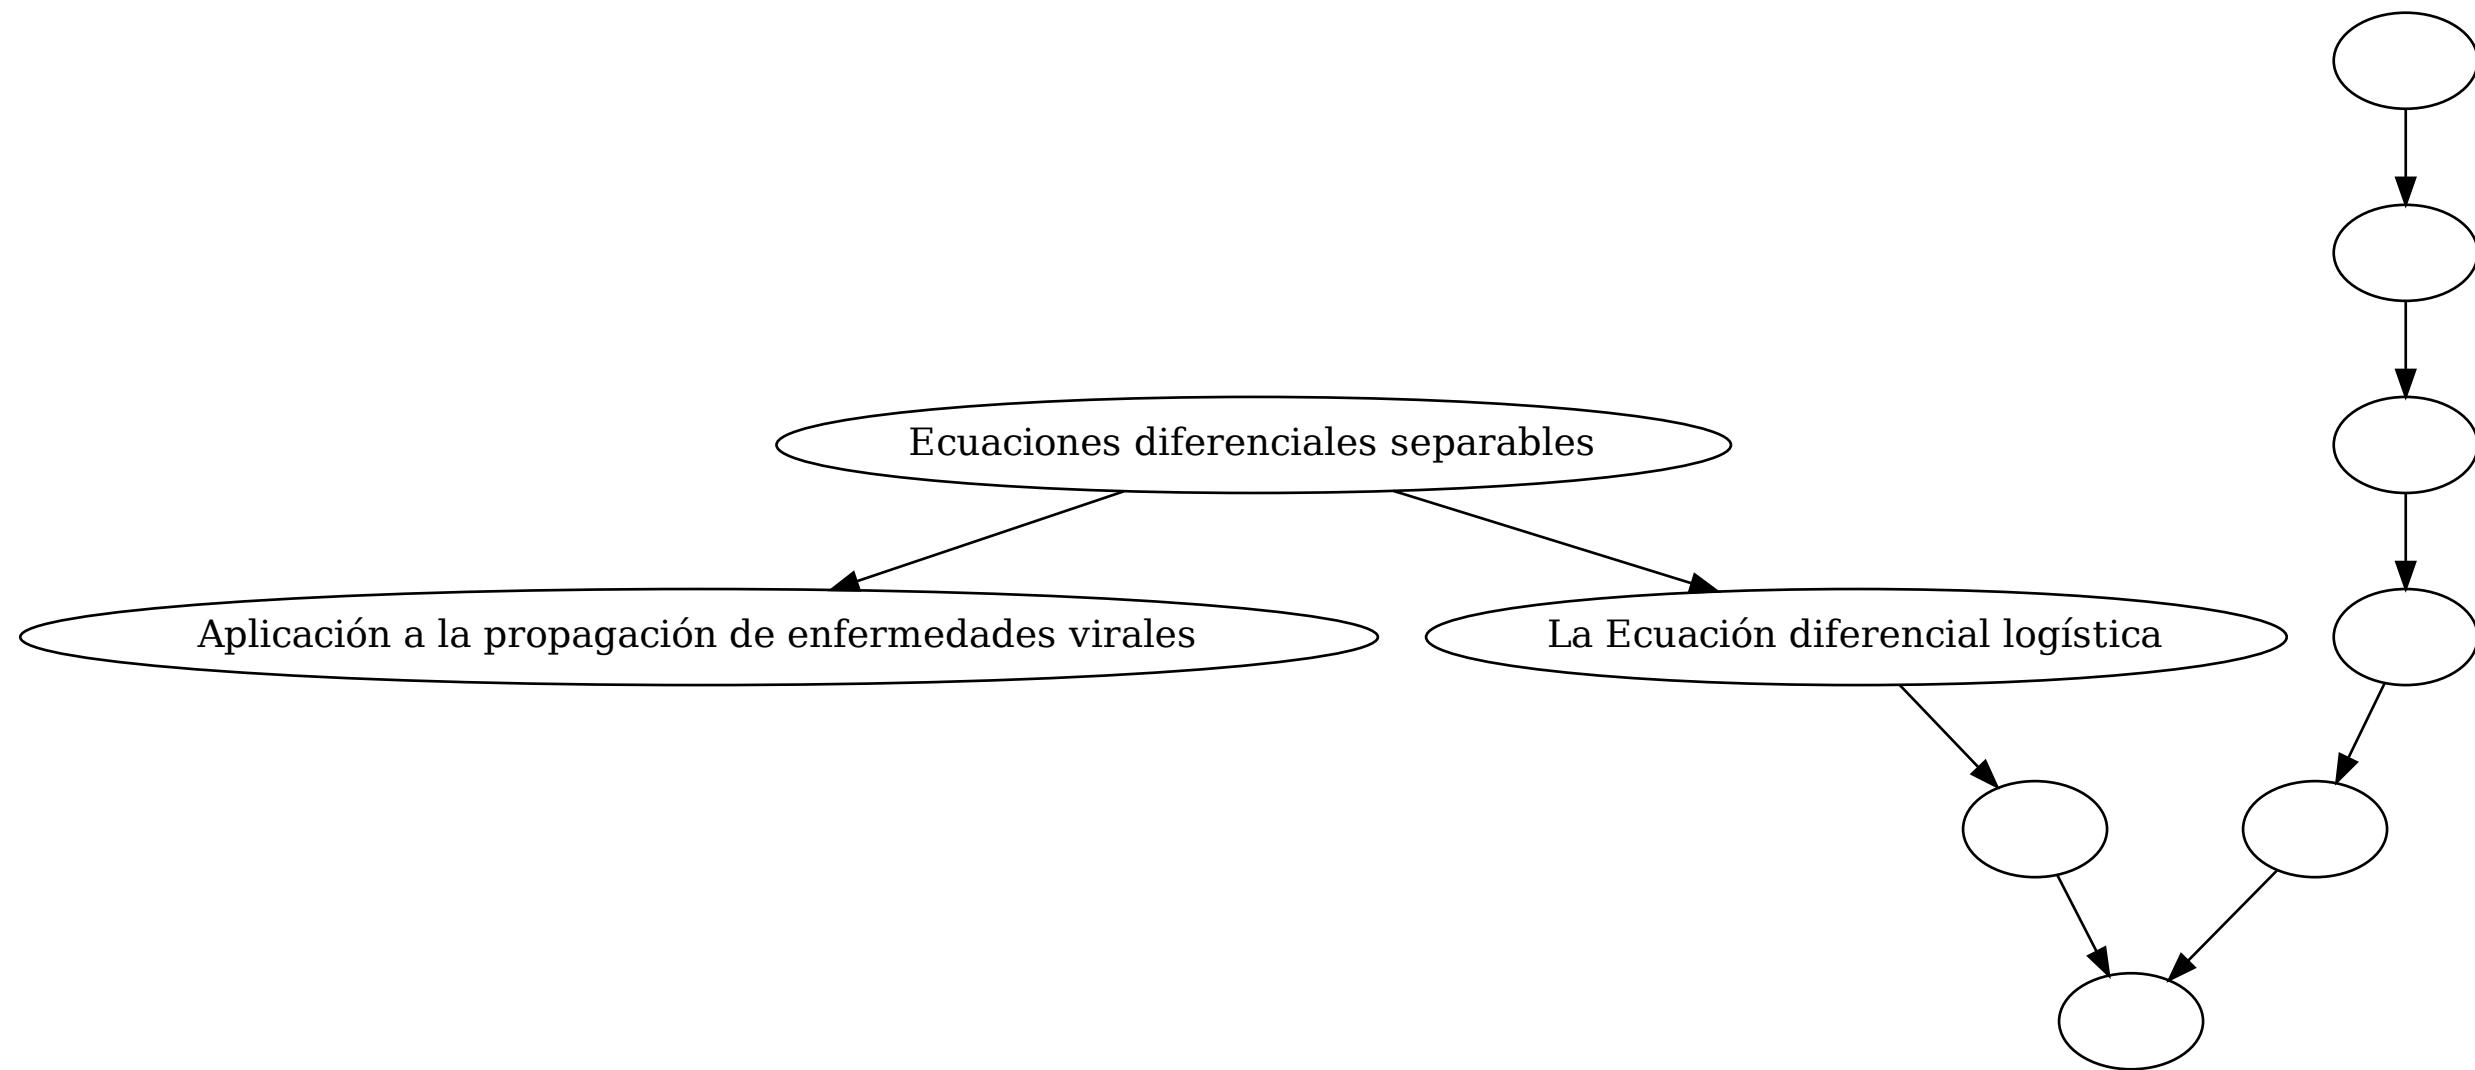 Ecuaciones diferenciales separables
Aplicación a la propagación de enfermedades virales
La Ecuación diferencial logística